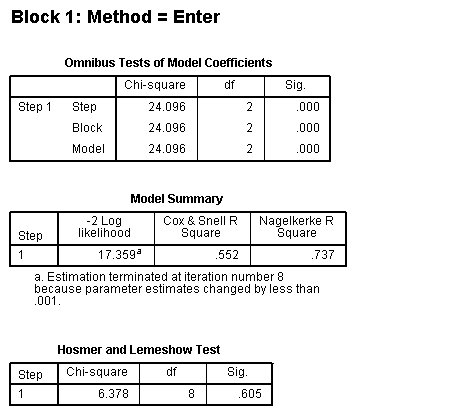 Block 1: Method = Enter
Omnibus Tests of Model Coefficients
Chi-square df Sig.
Step 1 Step 24.096 2 .000
Block 24.096 2 .000
Model 24.096 2 .000
Model Summary
Step -2 Log likelihood Cox & Snell R Square Nagelkerke R Square
1 17.359a .552 .737
a. Estimation terminated at iteration number 8
because parameter estimates changed by less than
.001.
Hosmer and Lemeshow Test
Step Chi-square df Sig.
1 6.378 8 .605